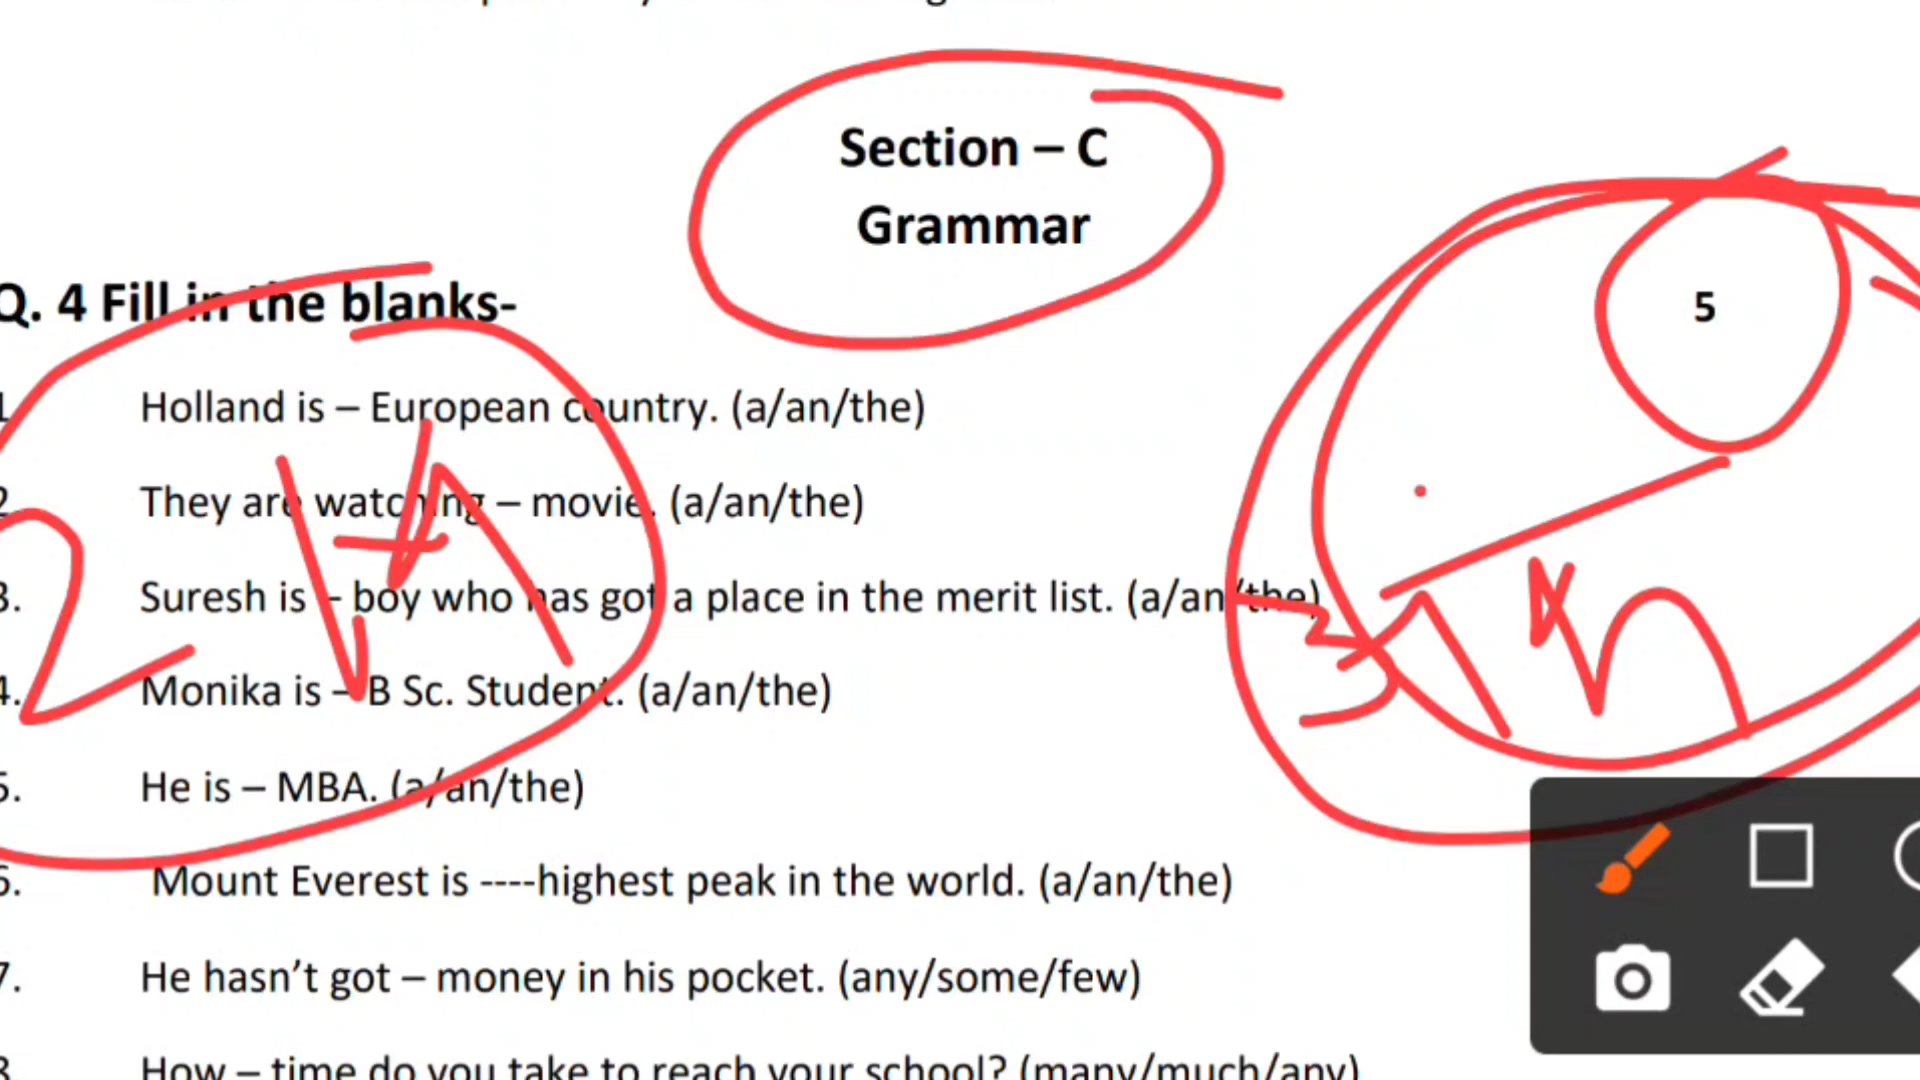 Section – C
Grammar
Q. 4 Fill in the blanks-
5
1. Holland is – European country. (a/an/the)
2. They are watching – movie. (a/an/the)
3. Suresh is – boy who has got a place in the merit list. (a/an/the)
4. Monika is – B Sc. Student. (a/an/the)
5. He is – MBA. (a/an/the)
6. Mount Everest is ----highest peak in the world. (a/an/the)
7. He hasn’t got – money in his pocket. (any/some/few)
8. How – time do you take to reach your school? (many/much/any)